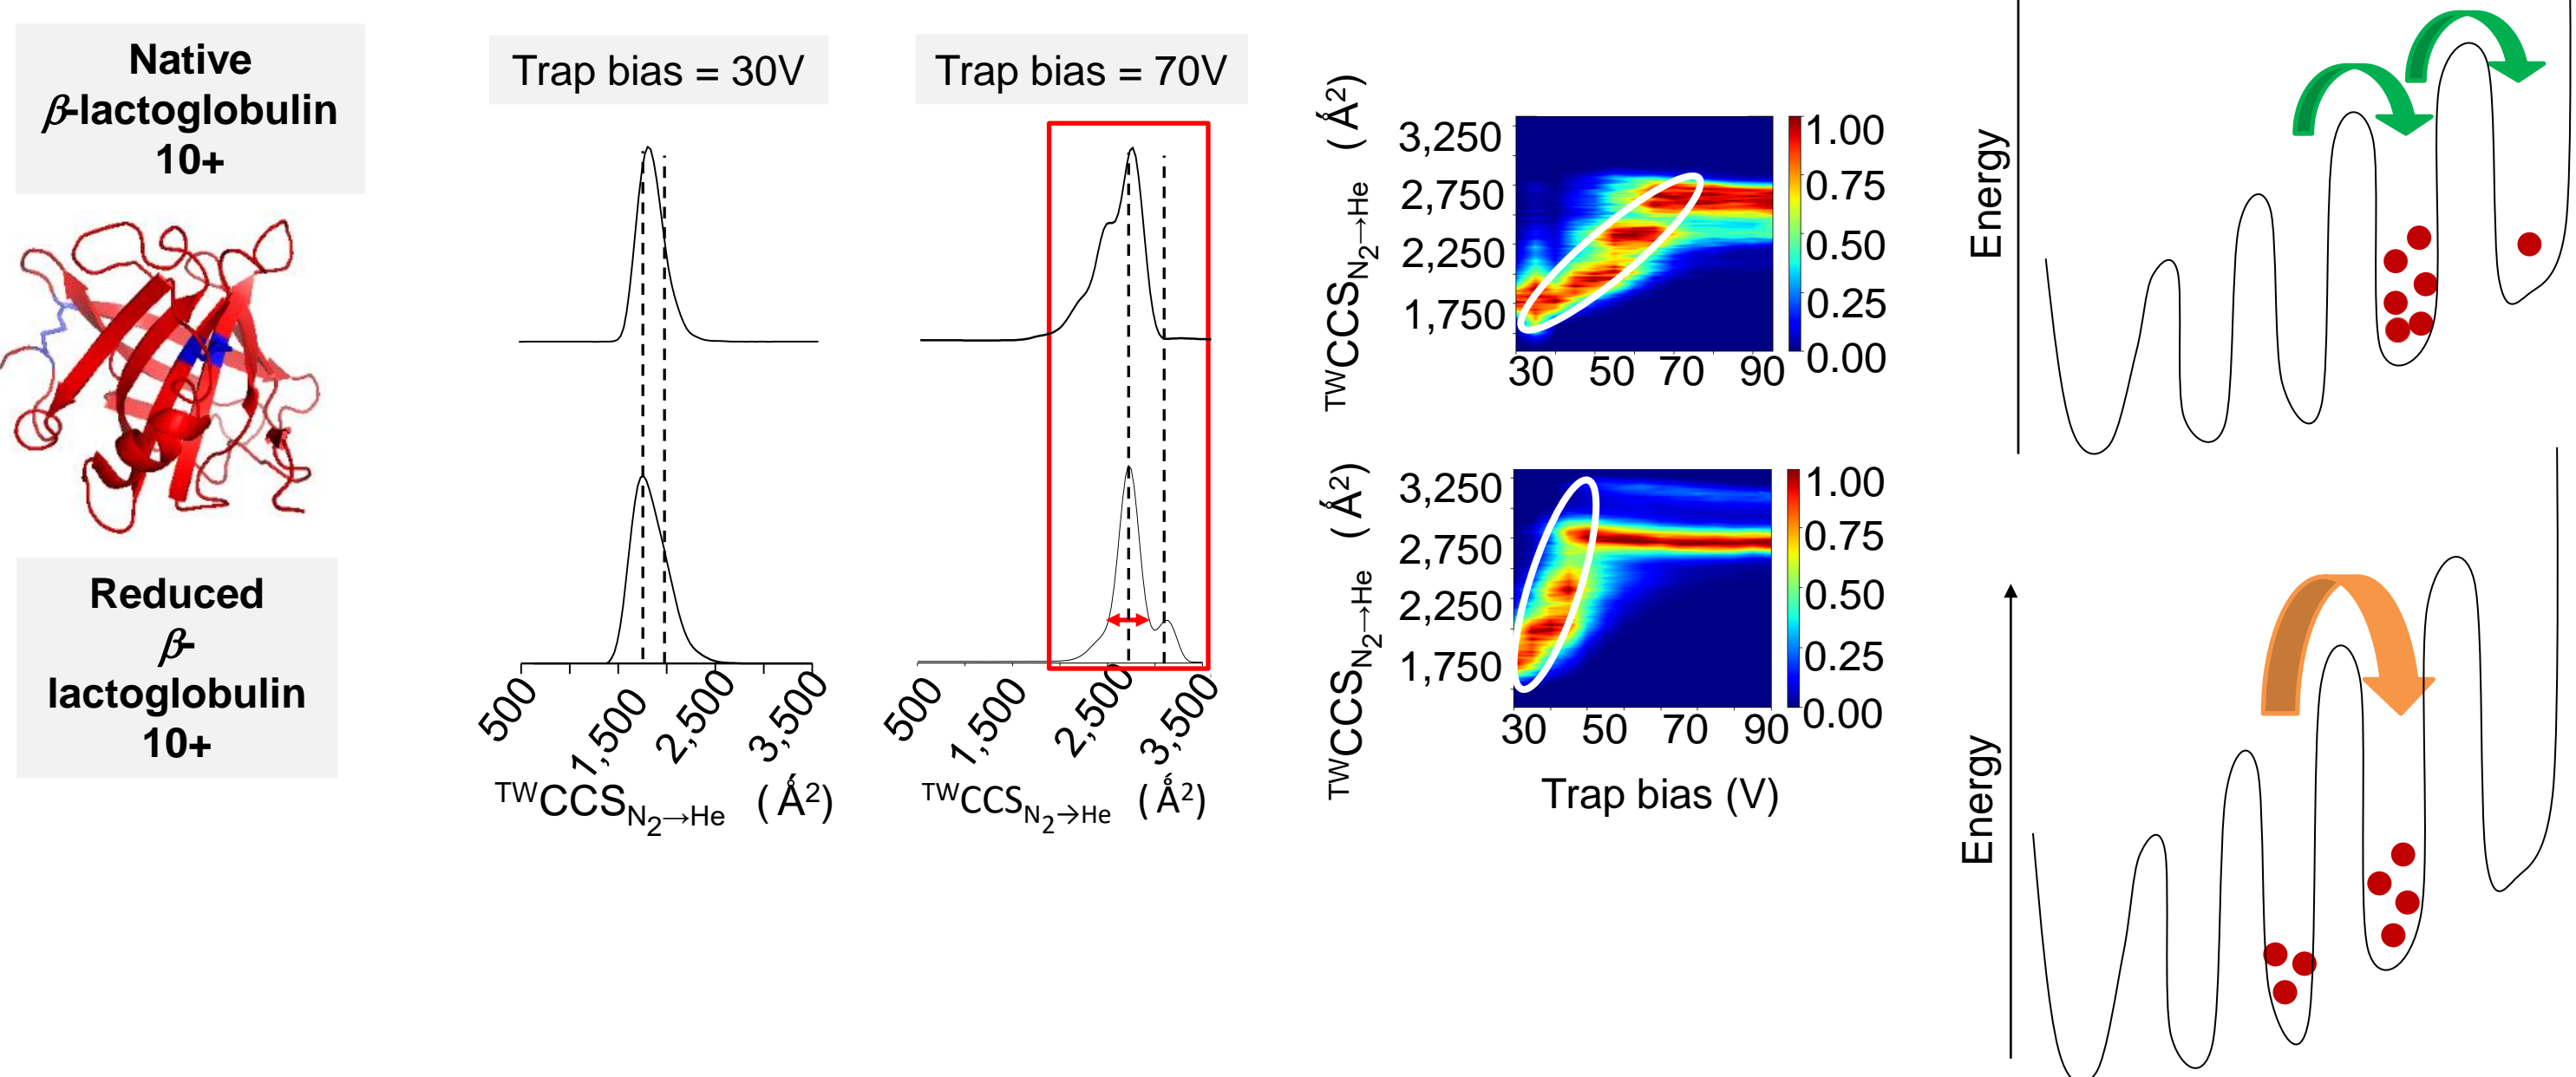 Native
β-lactoglobulin
10+
Trap bias = 30V
Trap bias = 70V
Reduced
β-
lactoglobulin
10+
500
1,500
2,500
3,500
TWCCSN2→He (Å2)
500
1,500
2,500
3,500
TWCCSN2→He (Å2)
TWCCSN2→He (Å2)
3,250
2,750
2,250
1,750
30 50 70 90
1.00
0.75
0.50
0.25
0.00
TWCCSN2→He (Å2)
3,250
2,750
2,250
1,750
30 50 70 90
1.00
0.75
0.50
0.25
0.00
Trap bias (V)
Energy
Energy